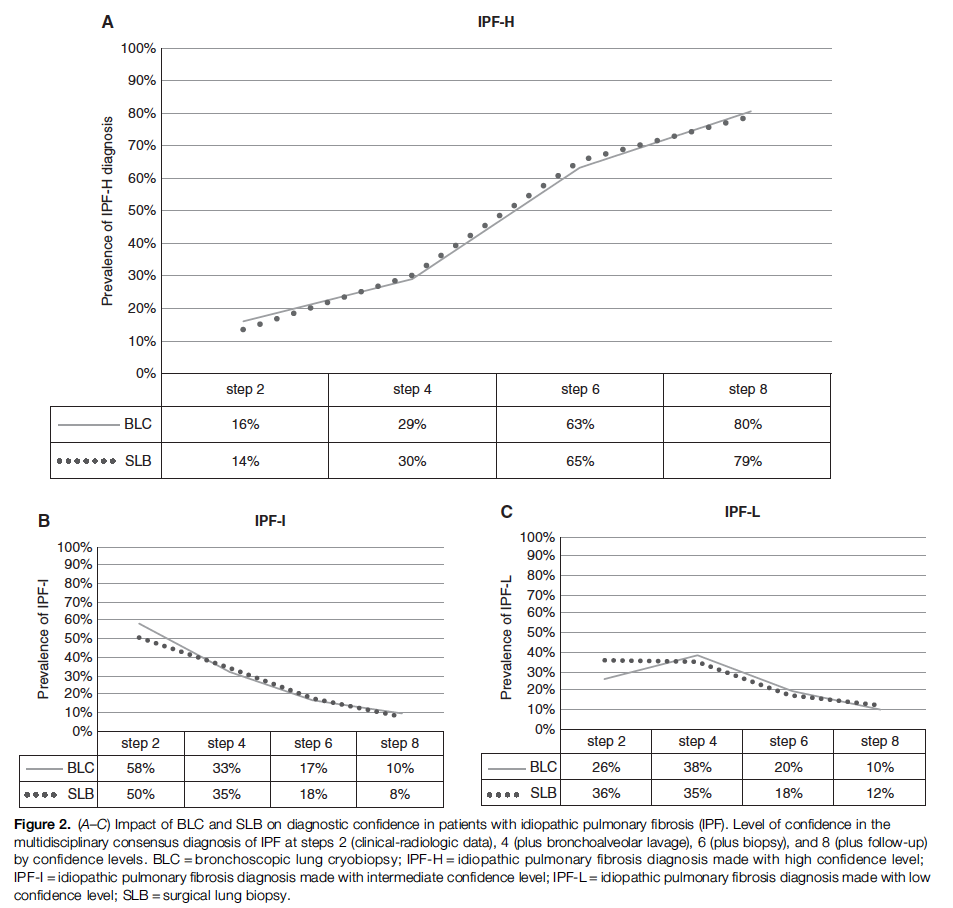 A
IPF-H
Prevalence of IPF-H diagnosis
100%
90%
80%
70%
60%
50%
40%
30%
20%
10%
0%
step 2 step 4 step 6 step 8
BLC 16% 29% 63% 80%
SLB 14% 30% 65% 79%
B
IPF-I
Prevalence of IPF-I
100%
90%
80%
70%
60%
50%
40%
30%
20%
10%
0%
step 2 step 4 step 6 step 8
BLC 58% 33% 17% 10%
SLB 50% 35% 18% 8%
C
IPF-L
Prevalence of IPF-L
100%
90%
80%
70%
60%
50%
40%
30%
20%
10%
0%
step 2 step 4 step 6 step 8
BLC 26% 38% 20% 10%
SLB 36% 35% 18% 12%
Figure 2. (A–C) Impact of BLC and SLB on diagnostic confidence in patients with idiopathic pulmonary fibrosis (IPF). Level of confidence in the
multidisciplinary consensus diagnosis of IPF at steps 2 (clinical-radiologic data), 4 (plus bronchoalveolar lavage), 6 (plus biopsy), and 8 (plus follow-up)
by confidence levels. BLC = bronchoscopic lung cryobiopsy; IPF-H = idiopathic pulmonary fibrosis diagnosis made with high confidence level;
IPF-I = idiopathic pulmonary fibrosis diagnosis made with intermediate confidence level; IPF-L = idiopathic pulmonary fibrosis diagnosis made with low
confidence level; SLB = surgical lung biopsy.